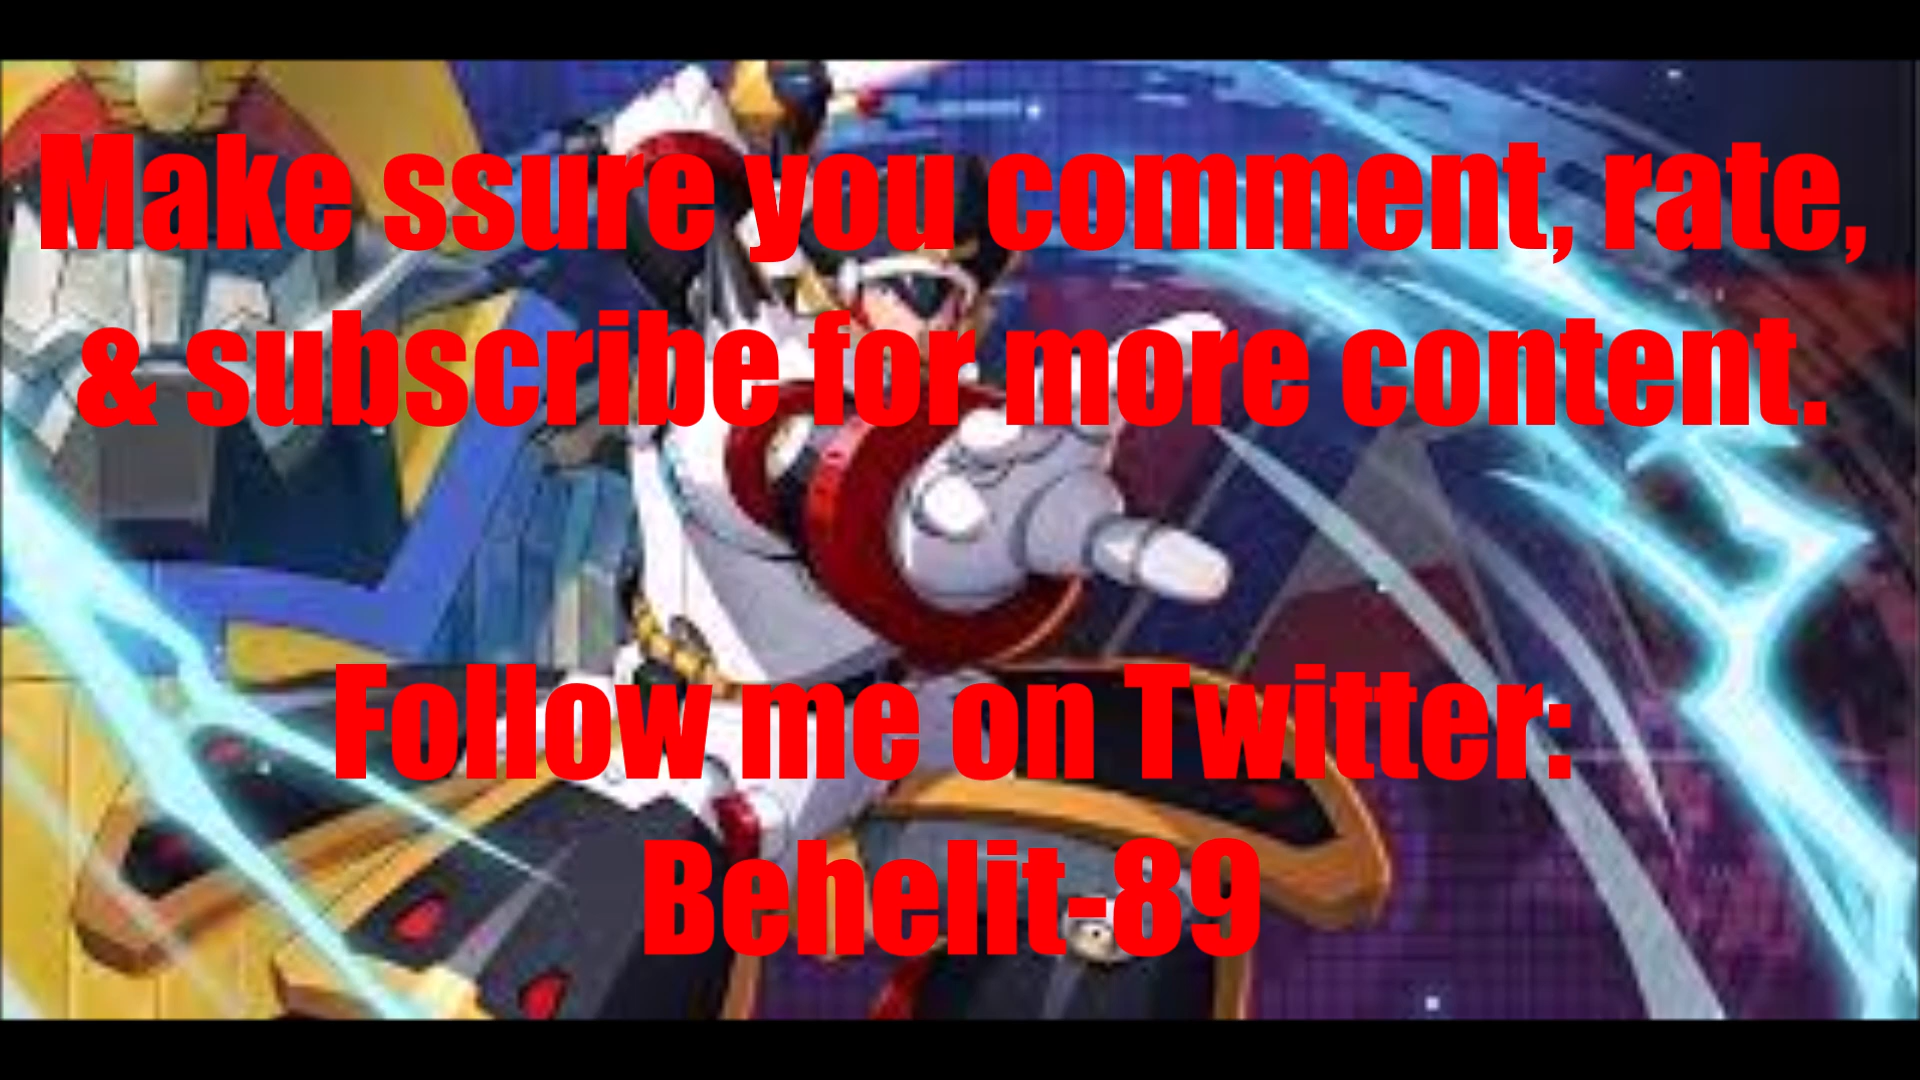 Make ssure you comment, rate,
& subscribe for more content.
Follow me on Twitter:
Behelit-89